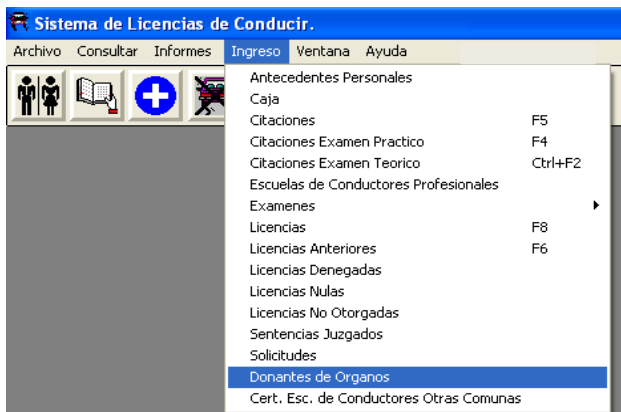 Sistema de Licencias de Conducir.
Archivo Consultar Informes Ingreso Ventana Ayuda
Antecedentes Personales
Caja
Citaciones F5
Citaciones Examen Practico F4
Citaciones Examen Teorico Ctrl+F2
Escuelas de Conductores Profesionales
Examenes
Licencias F8
Licencias Anteriores F6
Licencias Denegadas
Licencias Nulas
Licencias No Otorgadas
Sentencias Juzgados
Solicitudes
Donantes de Organos
Cert. Esc. de Conductores Otras Comunas